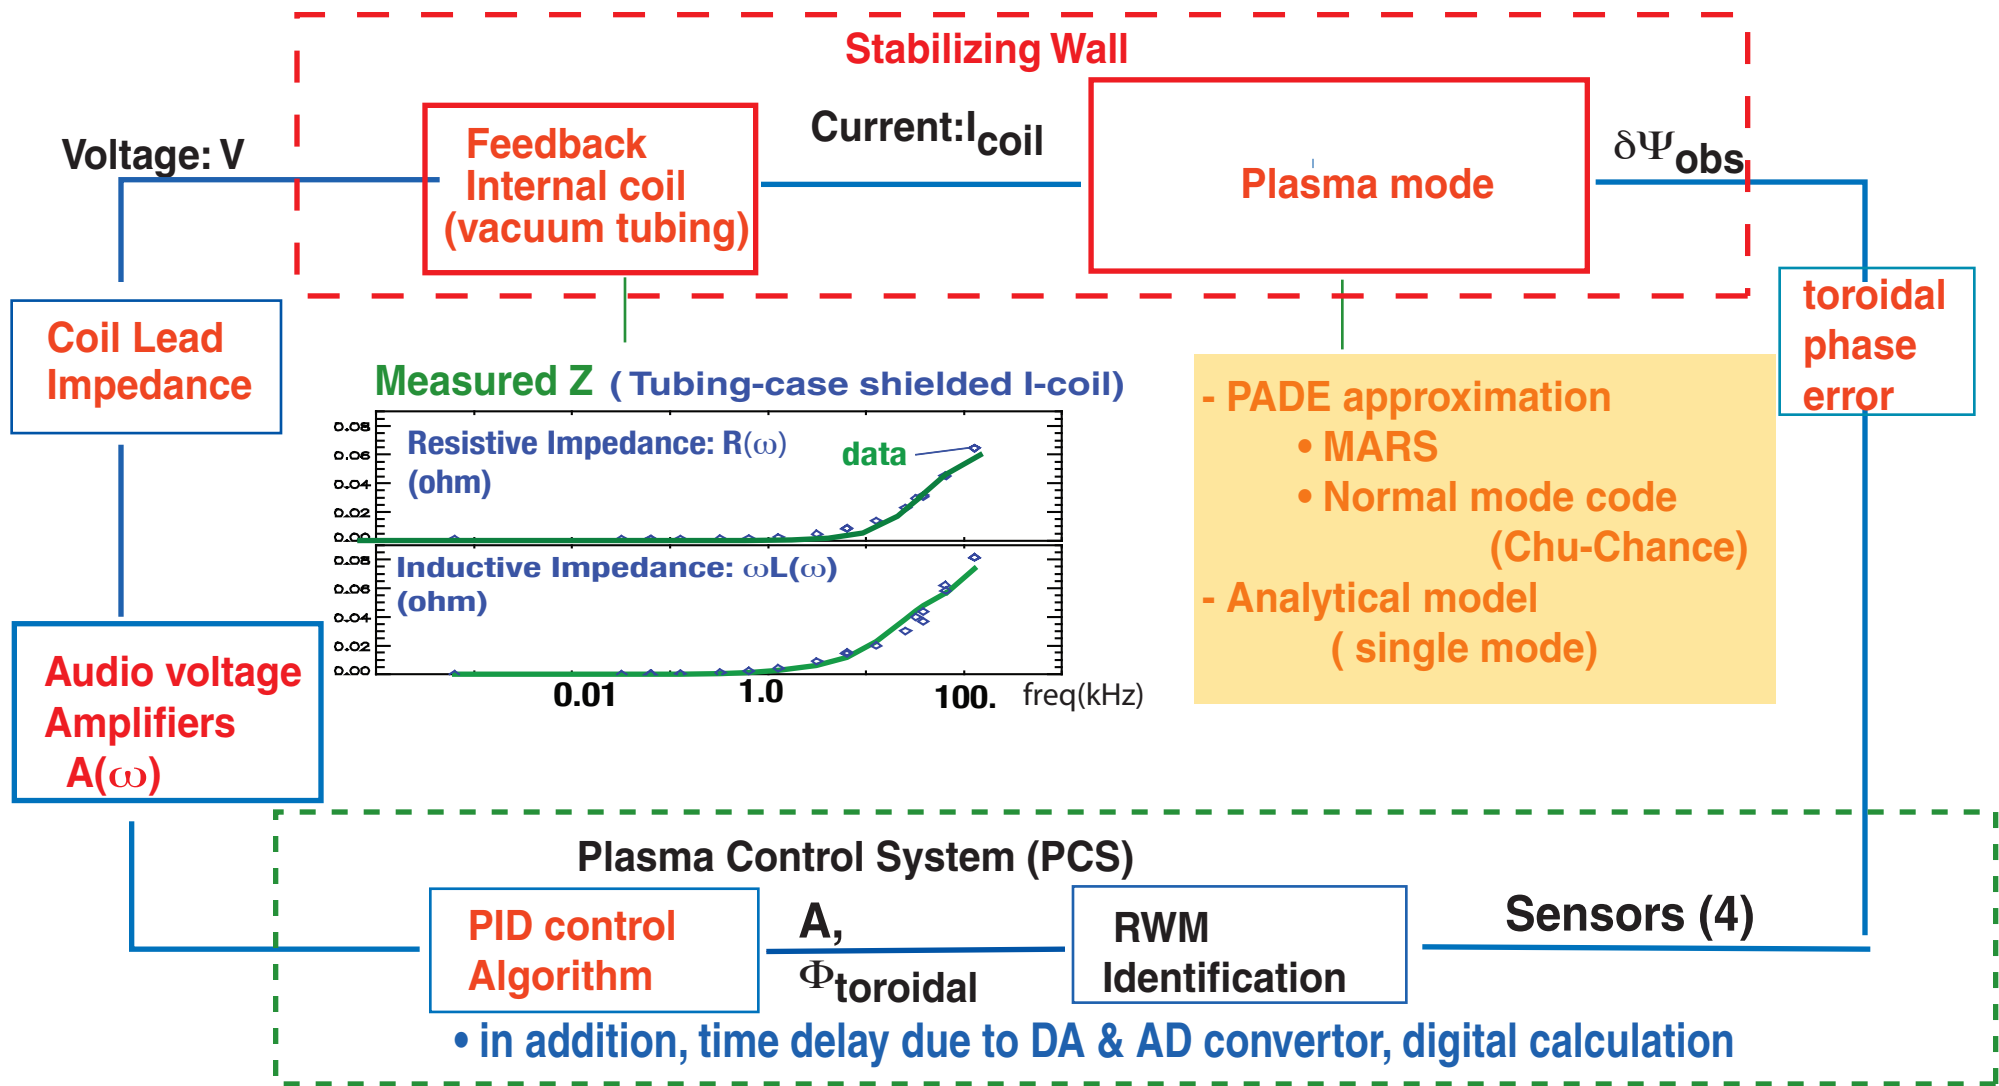 Stabilizing Wall
Voltage: V
Feedback
Internal coil
(vacuum tubing)
Current:Icoil
Plasma mode
δΨobs
Coil Lead
Impedance
toroidal
phase
error
Measured Z ( Tubing-case shielded I-coil)
0.08
0.06
0.04
0.02
0.00
Resistive Impedance: R(ω)
(ohm)
data
0.08
0.06
0.04
0.02
0.00
Inductive Impedance: ωL(ω)
(ohm)
0.01 1.0 100. freq(kHz)
- PADE approximation
• MARS
• Normal mode code
(Chu-Chance)
- Analytical model
( single mode)
Audio voltage
Amplifiers
A(ω)
Plasma Control System (PCS)
PID control
Algorithm
A,
Φtoroidal
RWM
Identification
Sensors (4)
• in addition, time delay due to DA & AD convertor, digital calculation